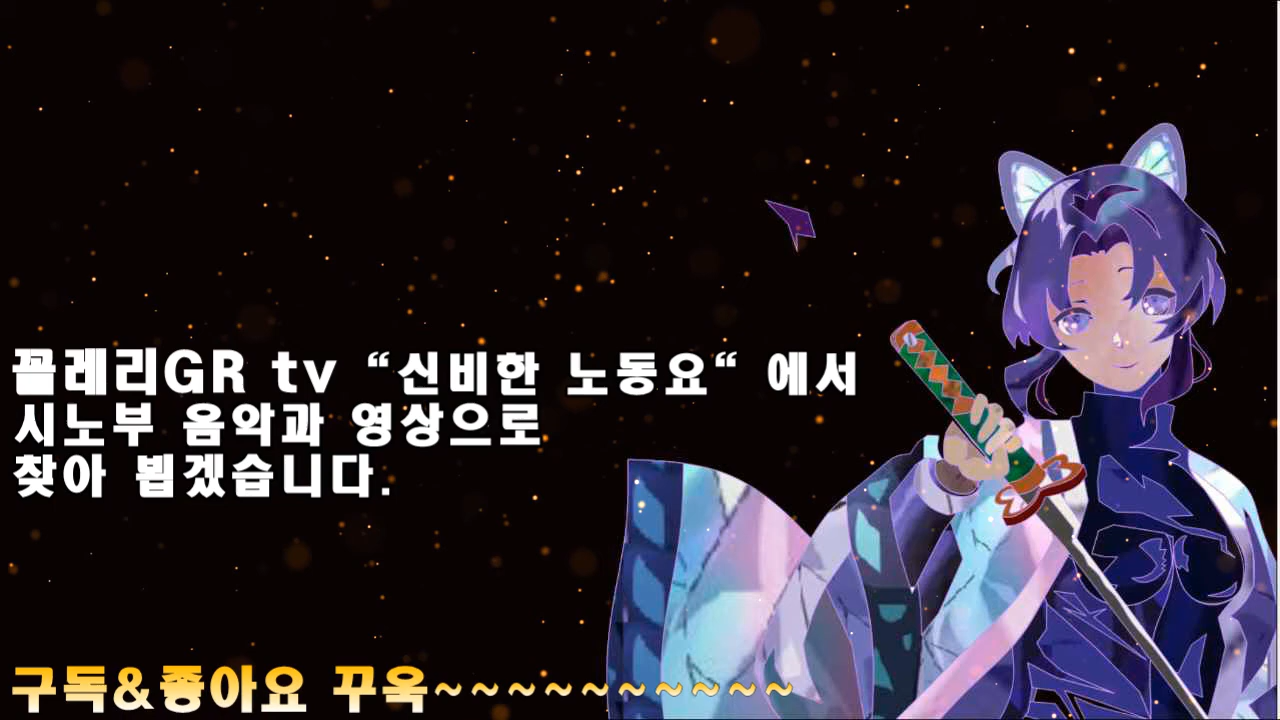 꼴레리GR tv “신비한 노동요“ 에서
시노부 음악과 영상으로
찾아 뵙겠습니다.
구독&좋아요 꾸욱~~~~~~~~~~